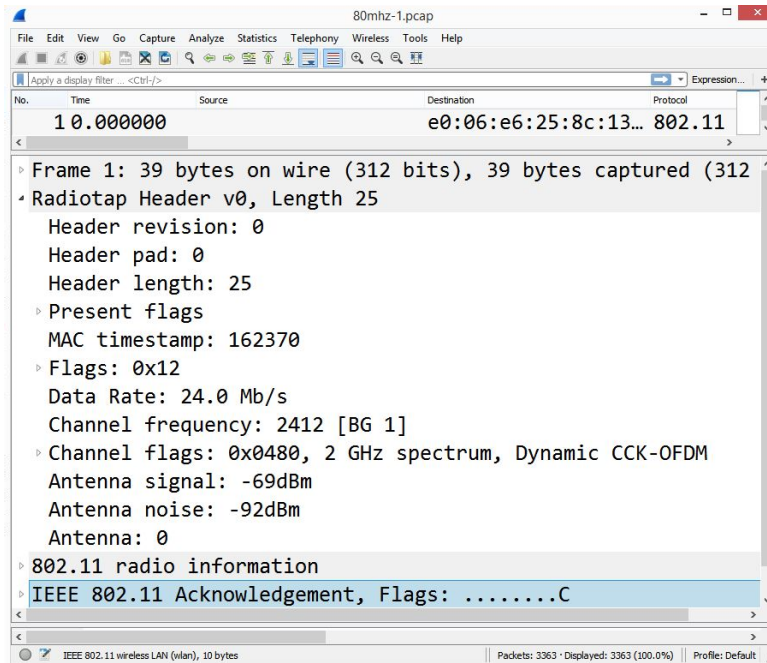 80mhz-1.pcap
File Edit View Go Capture Analyze Statistics Telephony Wireless Tools Help
Apply a display filter ... <Ctrl-/> Expression... +
No. Time Source Destination Protocol
1 0.000000 e0:06:e6:25:8c:13… 802.11
Frame 1: 39 bytes on wire (312 bits), 39 bytes captured (312
Radiotap Header v0, Length 25
Header revision: 0
Header pad: 0
Header length: 25
Present flags
MAC timestamp: 162370
Flags: 0x12
Data Rate: 24.0 Mb/s
Channel frequency: 2412 [BG 1]
Channel flags: 0x0480, 2 GHz spectrum, Dynamic CCK-OFDM
Antenna signal: -69dBm
Antenna noise: -92dBm
Antenna: 0
802.11 radio information
IEEE 802.11 Acknowledgement, Flags: ........C
IEEE 802.11 wireless LAN (wlan), 10 bytes Packets: 3363 · Displayed: 3363 (100.0%) Profile: Default